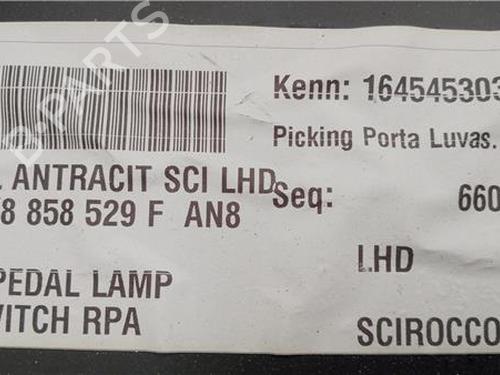 Kenn: 164545303
Picking Porta Luvas.
ANTRACIT SCI LHD
Seq: 660
8 858 529 F AN8
LHD
PEDAL LAMP
WITCH RPA
SCIROCCO
B-PARTS